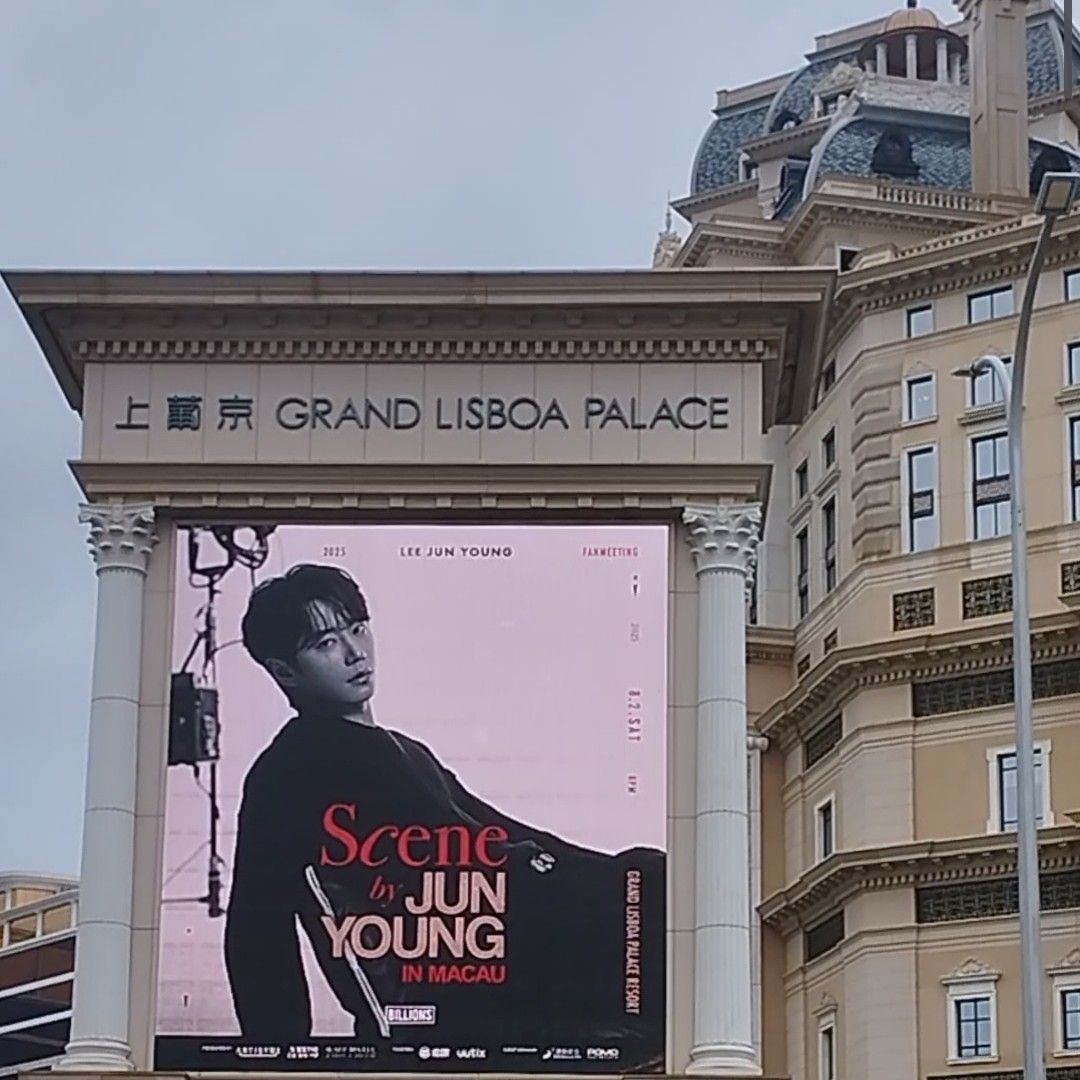 上葡京 GRAND LISBOA PALACE
2025 LEE JUN YOUNG FANMEETING
2025
8.2.SAT
Scene
by JUN
YOUNG
IN MACAU
GRAND LISBOA PALACE RESORT
BILLIONS
uutix